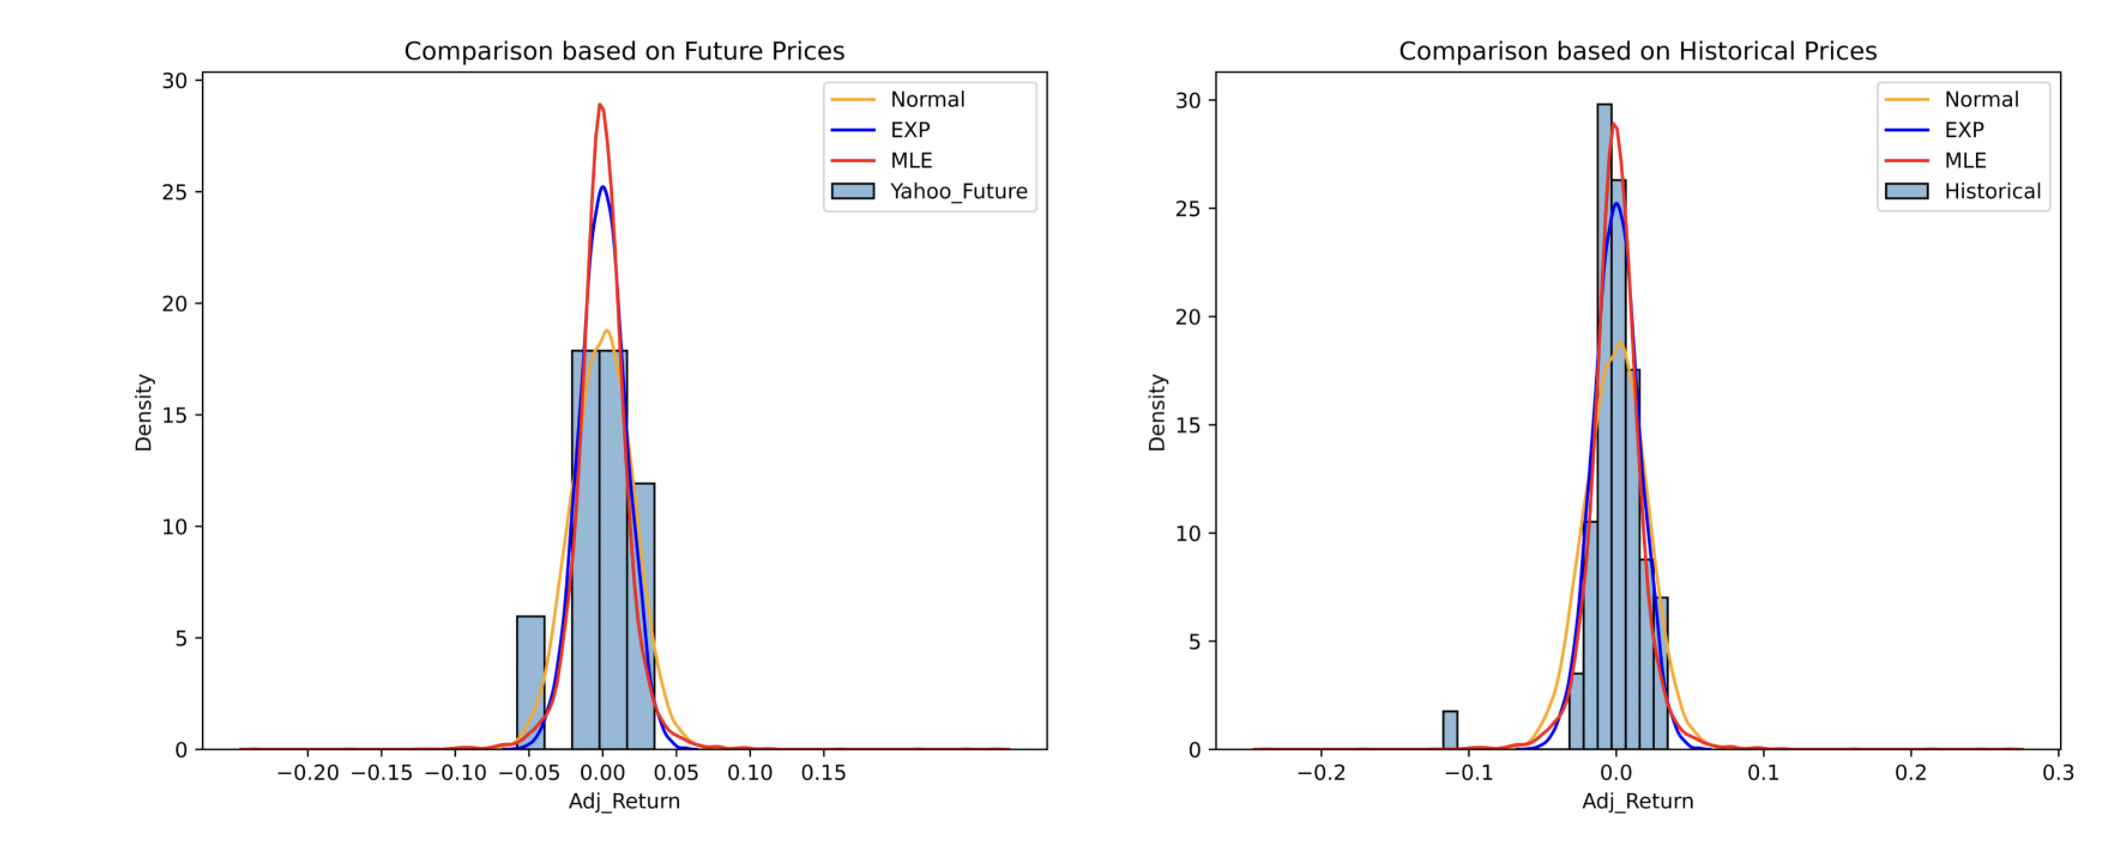 Comparison based on Future Prices
30
25
20
15
10
5
0
Density
−0.20 −0.15 −0.10 −0.05 0.00 0.05 0.10 0.15
Adj_Return
Normal
EXP
MLE
Yahoo_Future
Comparison based on Historical Prices
30
25
20
15
10
5
0
Density
−0.2 −0.1 0.0 0.1 0.2 0.3
Adj_Return
Normal
EXP
MLE
Historical